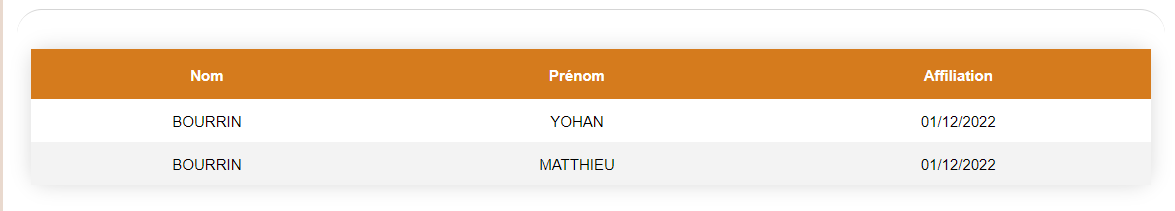 Nom Prénom Affiliation
BOURRIN YOHAN 01/12/2022
BOURRIN MATTHIEU 01/12/2022